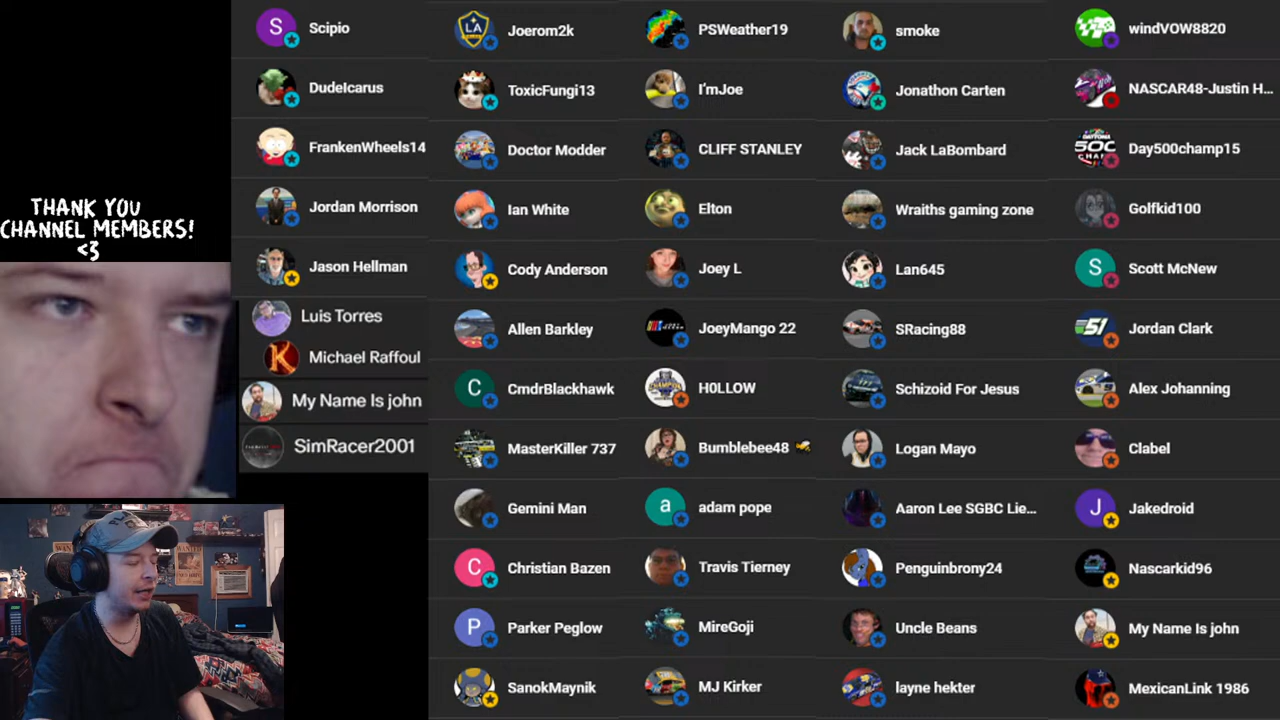 THANK YOU
CHANNEL MEMBERS!
<3
S
Scipio
DudeIcarus
FrankenWheels14
Jordan Morrison
Jason Hellman
Luis Torres
K
Michael Raffoul
My Name Is john
SimRacer2001
LA
Joerom2k
ToxicFungi13
Doctor Modder
Ian White
Cody Anderson
Allen Barkley
C
CmdrBlackhawk
MasterKiller 737
Gemini Man
C
Christian Bazen
P
Parker Peglow
SanokMaynik
PSWeather19
I'mJoe
CLIFF STANLEY
Elton
Joey L
JoeyMango 22
CHAMPION
H0LLOW
Bumblebee48
a
adam pope
Travis Tierney
MireGoji
MJ Kirker
smoke
Jonathon Carten
Jack LaBombard
Wraiths gaming zone
Lan645
SRacing88
Schizoid For Jesus
Logan Mayo
Aaron Lee SGBC Lie...
Penguinbrony24
Uncle Beans
layne hekter
windVOW8820
NASCAR48-Justin H...
DAYTONA
500
Day500champ15
Golfkid100
S
Scott McNew
51
Jordan Clark
Alex Johanning
Clabel
J
Jakedroid
Nascarkid96
My Name Is john
MexicanLink 1986